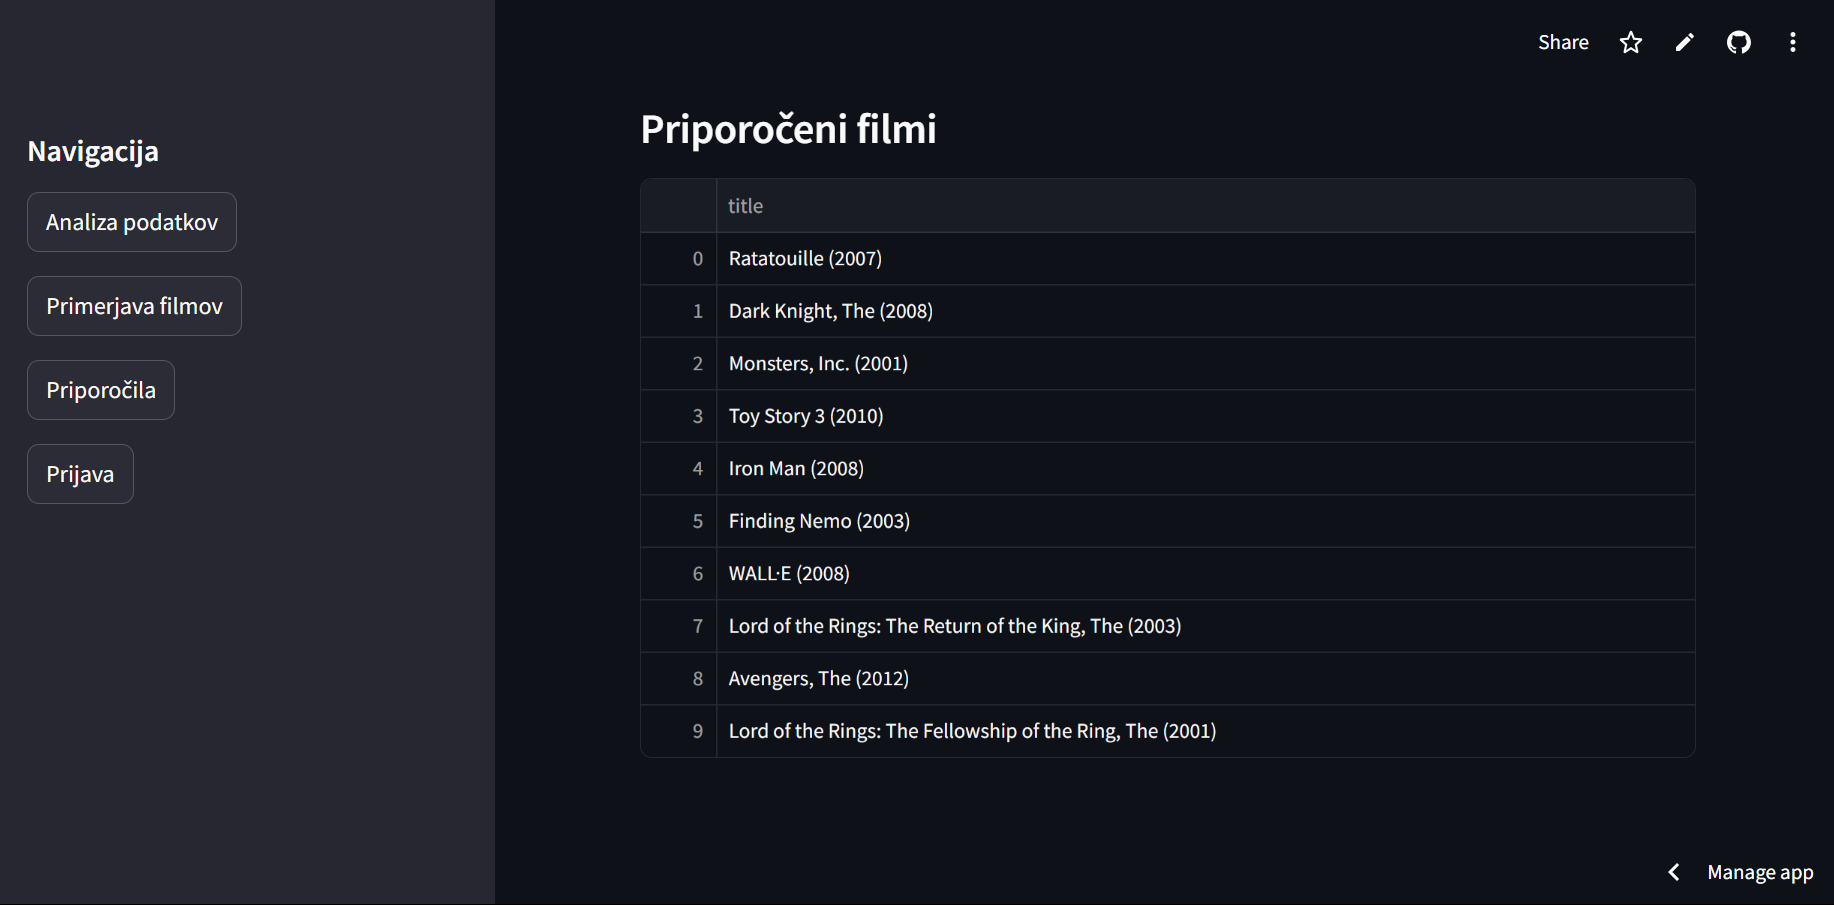 Share
Navigacija
Analiza podatkov
Primerjava filmov
Priporočila
Prijava
Priporočeni filmi
title
0 Ratatouille (2007)
1 Dark Knight, The (2008)
2 Monsters, Inc. (2001)
3 Toy Story 3 (2010)
4 Iron Man (2008)
5 Finding Nemo (2003)
6 WALL·E (2008)
7 Lord of the Rings: The Return of the King, The (2003)
8 Avengers, The (2012)
9 Lord of the Rings: The Fellowship of the Ring, The (2001)
Manage app